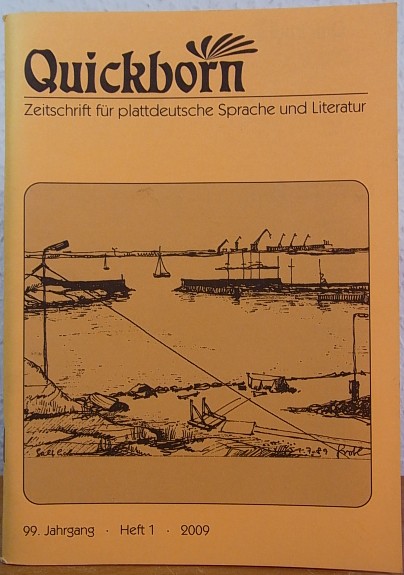 Quickborn
Zeitschrift für plattdeutsche Sprache und Literatur
99. Jahrgang · Heft 1 · 2009